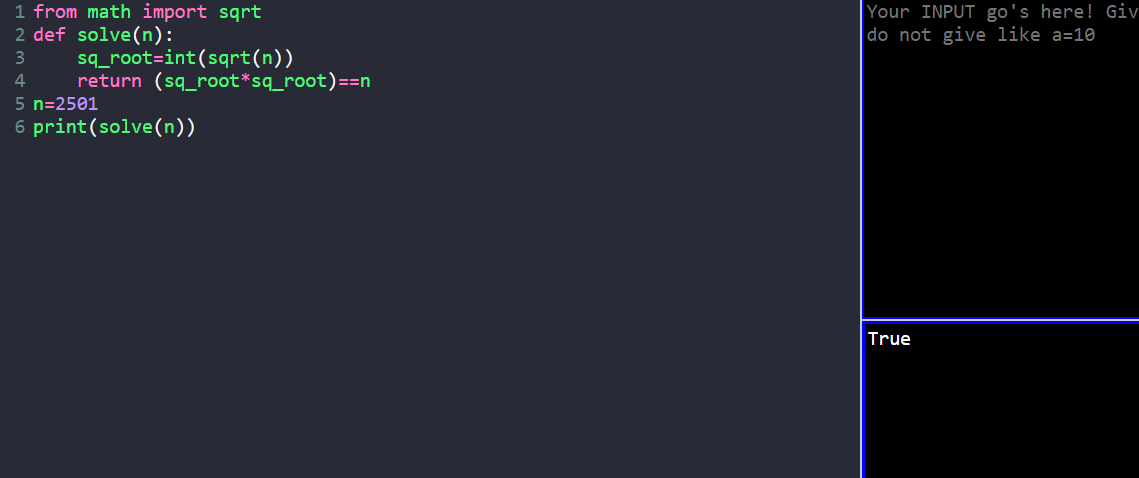 1 from math import sqrt
2 def solve(n):
3     sq_root=int(sqrt(n))
4     return (sq_root*sq_root)==n
5 n=2501
6 print(solve(n))
Your INPUT go's here! Giv
do not give like a=10
True